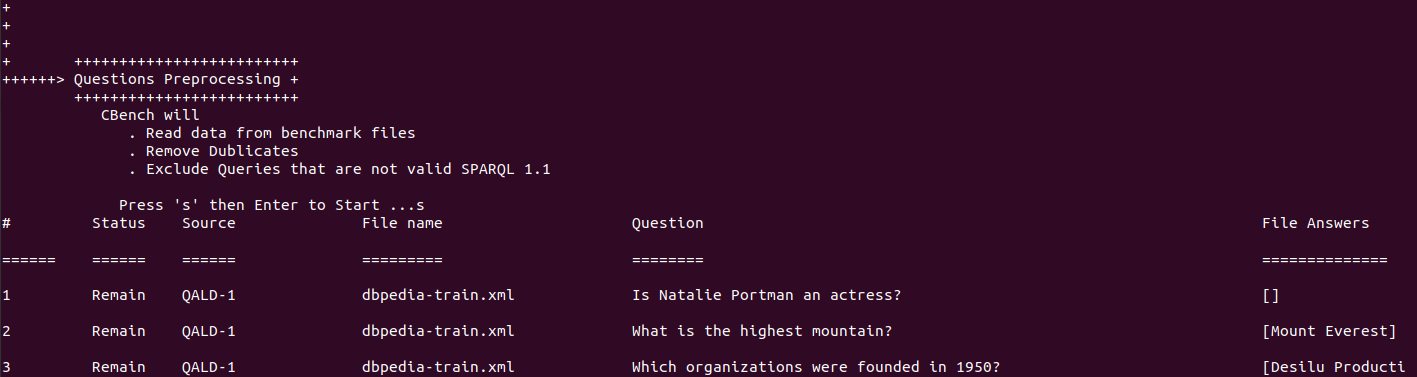 +
+
+
+ +++++++++++++++++++++++++
++++++> Questions Preprocessing +
+++++++++++++++++++++++++
CBench will
. Read data from benchmark files
. Remove Dublicates
. Exclude Queries that are not valid SPARQL 1.1
Press 's' then Enter to Start ...s
# Status Source File name Question File Answers
====== ====== ====== ========= ======== ==============
1 Remain QALD-1 dbpedia-train.xml Is Natalie Portman an actress? []
2 Remain QALD-1 dbpedia-train.xml What is the highest mountain? [Mount Everest]
3 Remain QALD-1 dbpedia-train.xml Which organizations were founded in 1950? [Desilu Producti